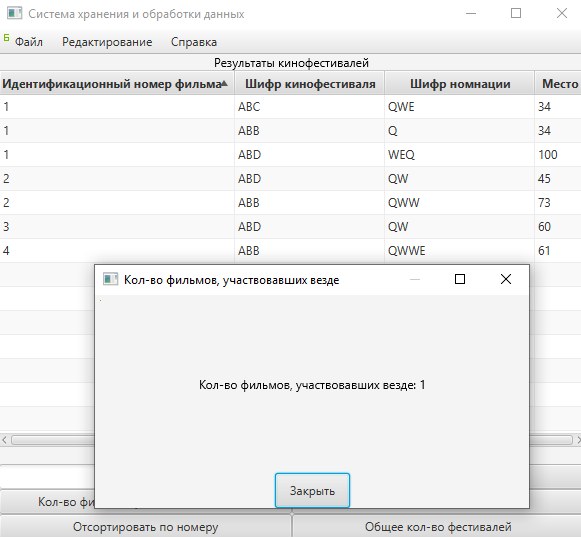 Система хранения и обработки данных
Файл Редактирование Справка
Результаты кинофестивалей
Идентификационный номер фильма Шифр кинофестиваля Шифр номнации Место
1 ABC QWE 34
1 ABB Q 34
1 ABD WEQ 100
2 ABD QW 45
2 ABB QWW 73
3 ABD QW 60
4 ABB QWWE 61
Кол-во фильмов, участвовавших везде
Кол-во фильмов, участвовавших везде: 1
Закрыть
Кол-во
Отсортировать по номеру Общее кол-во фестивалей